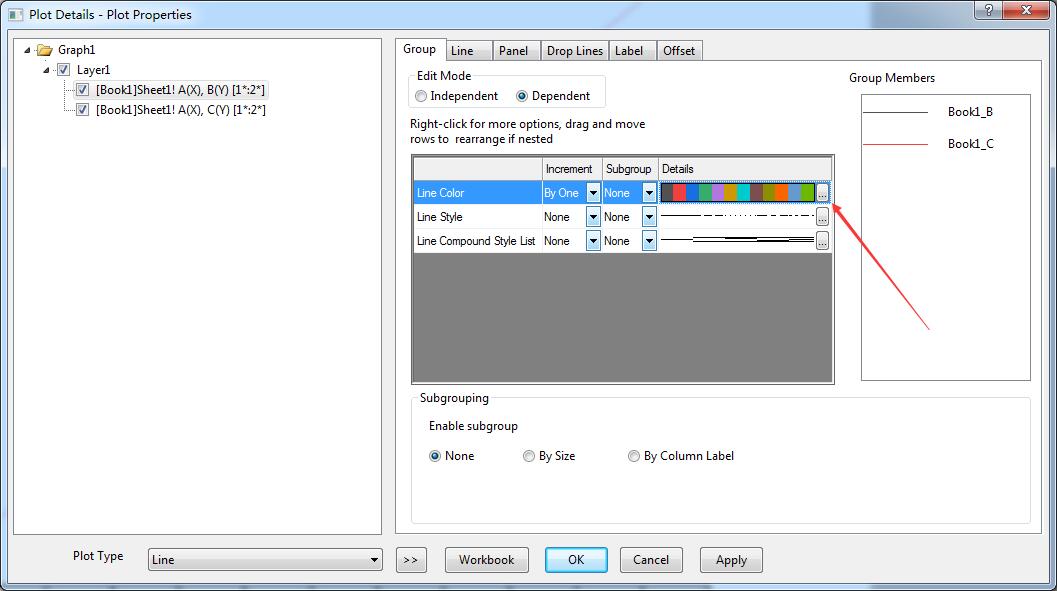 Plot Details - Plot Properties
?
Graph1
Layer1
[Book1]Sheet1! A(X), B(Y) [1*:2*]
[Book1]Sheet1! A(X), C(Y) [1*:2*]
Group Line Panel Drop Lines Label Offset
Edit Mode
Independent Dependent
Right-click for more options, drag and move
rows to rearrange if nested
Increment Subgroup Details
Line Color By One None ...
Line Style None None ...
Line Compound Style List None None ...
Group Members
Book1_B
Book1_C
Subgrouping
Enable subgroup
None By Size By Column Label
Plot Type Line >> Workbook OK Cancel Apply